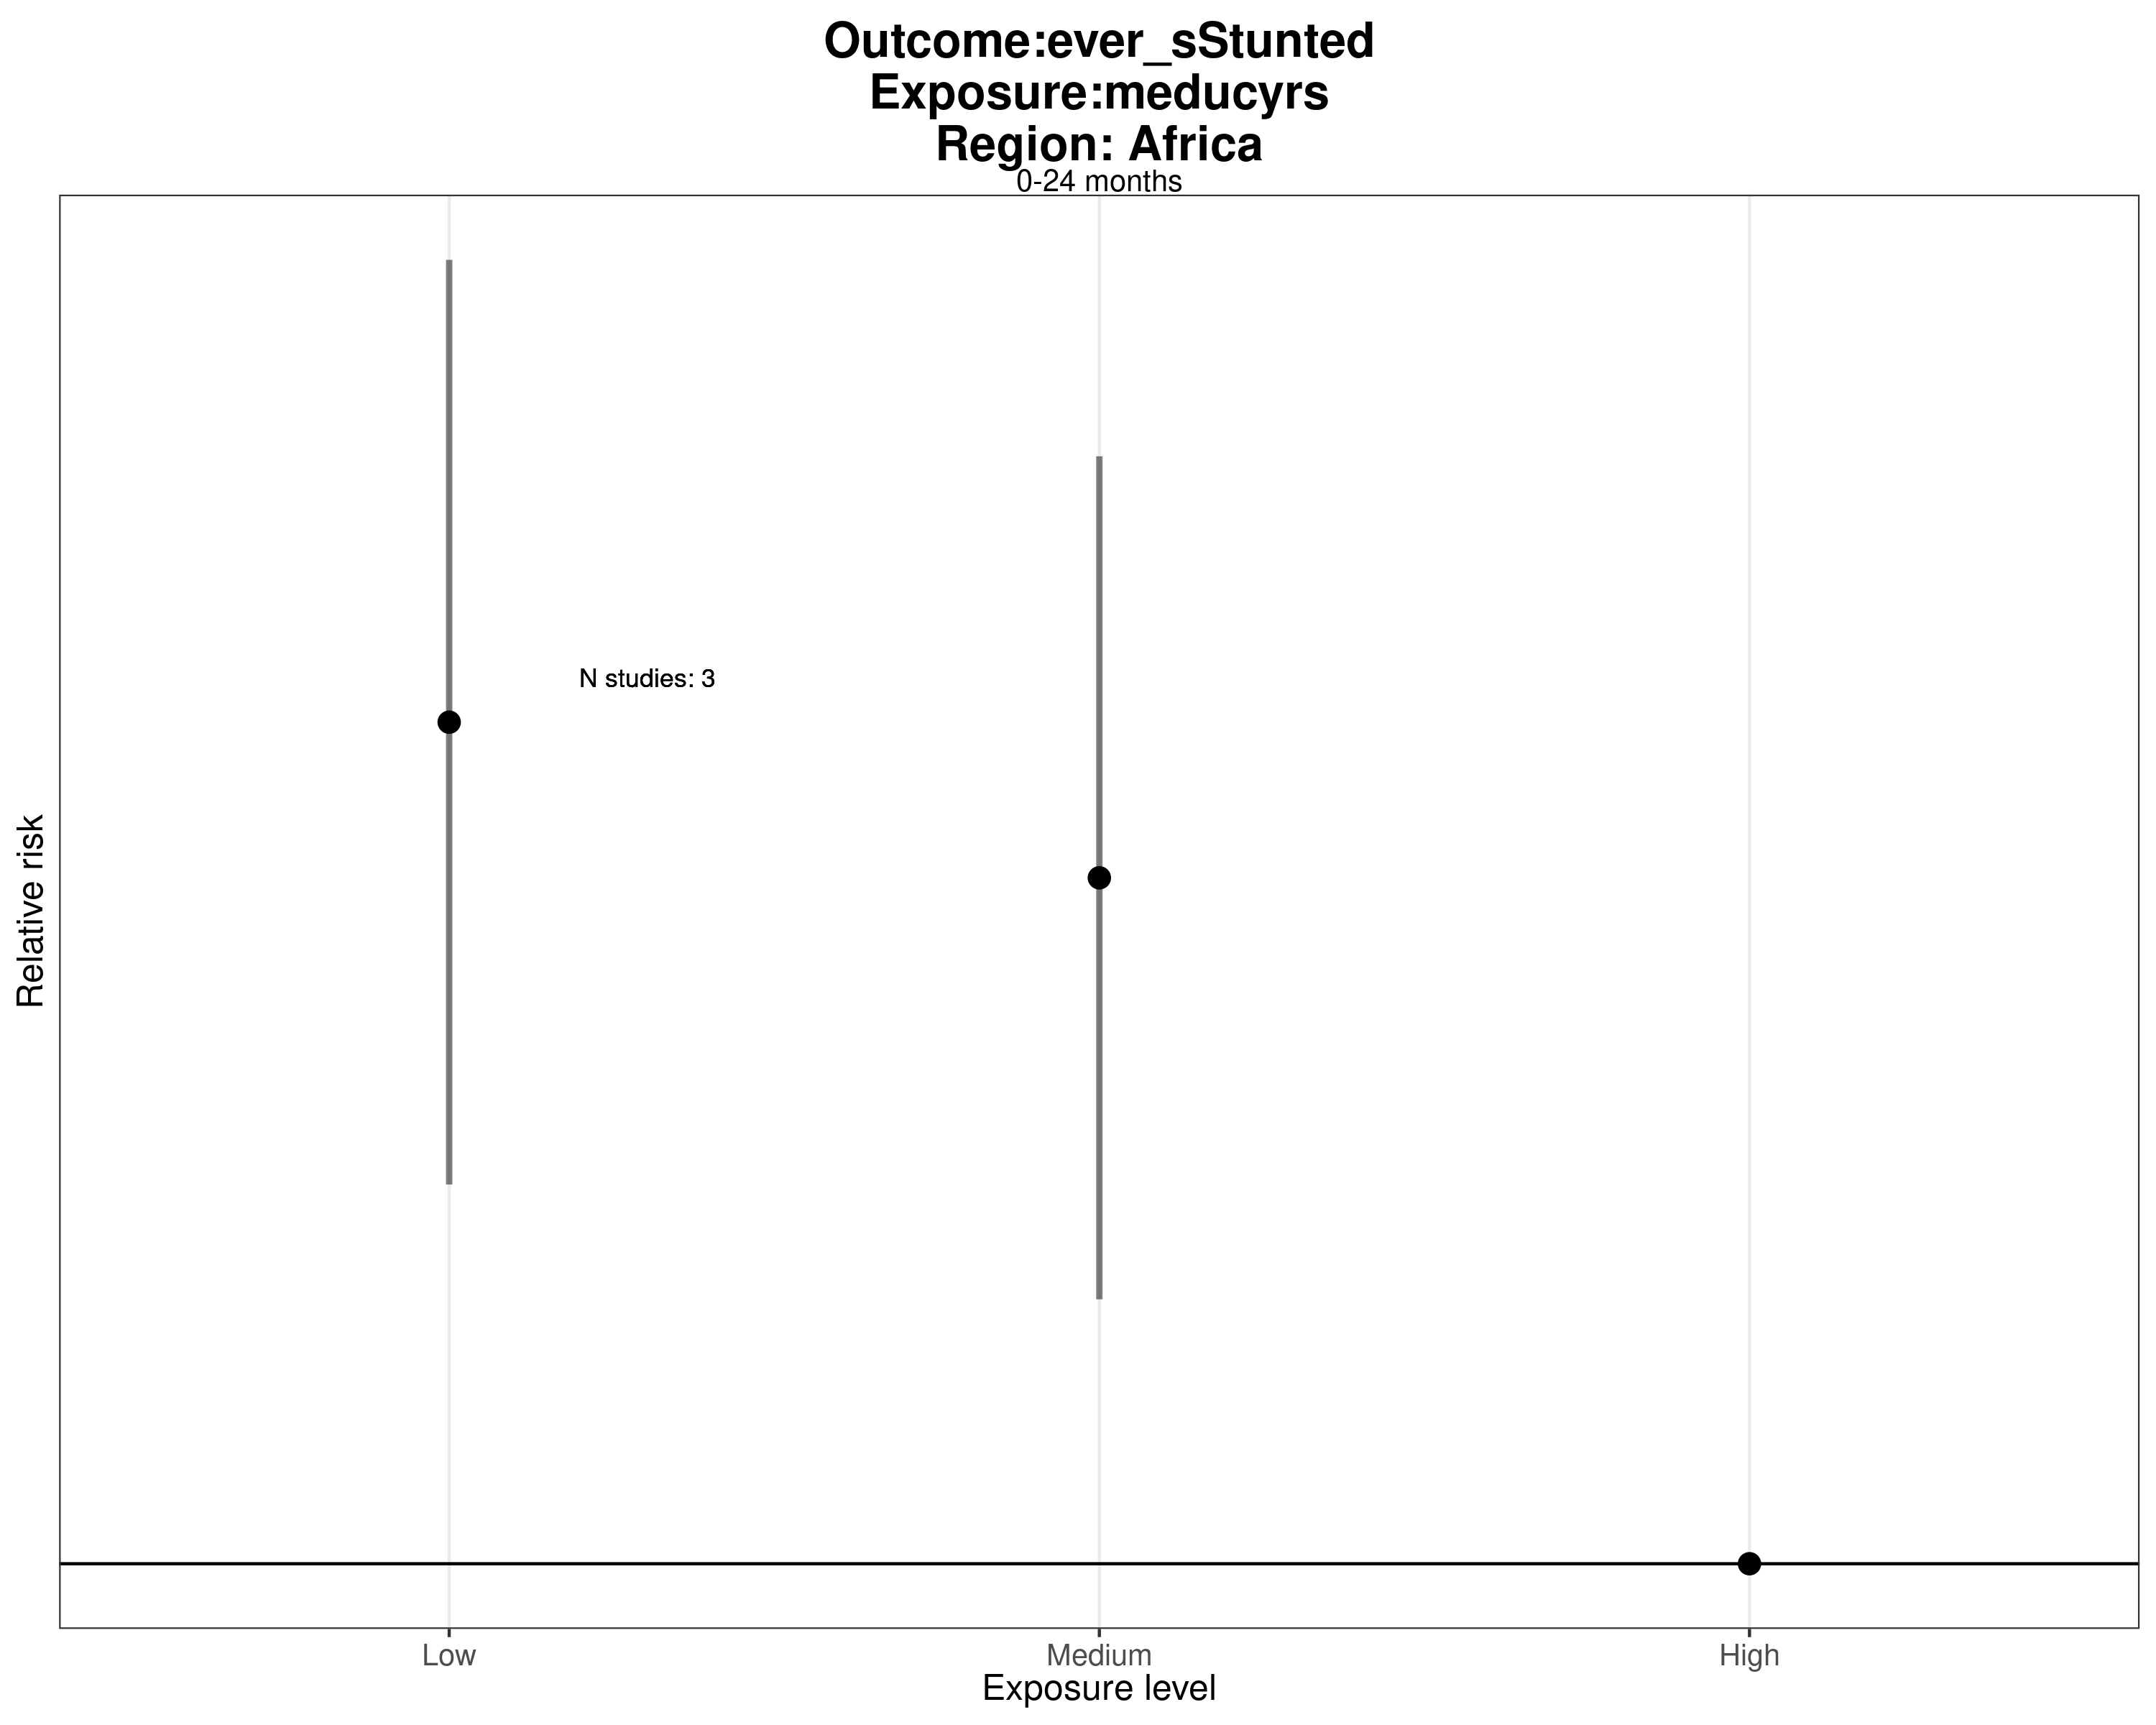 Outcome:ever_sStunted
Exposure:meducyrs
Region: Africa
0-24 months
N studies: 3
Relative risk
Low
Medium
High
Exposure level